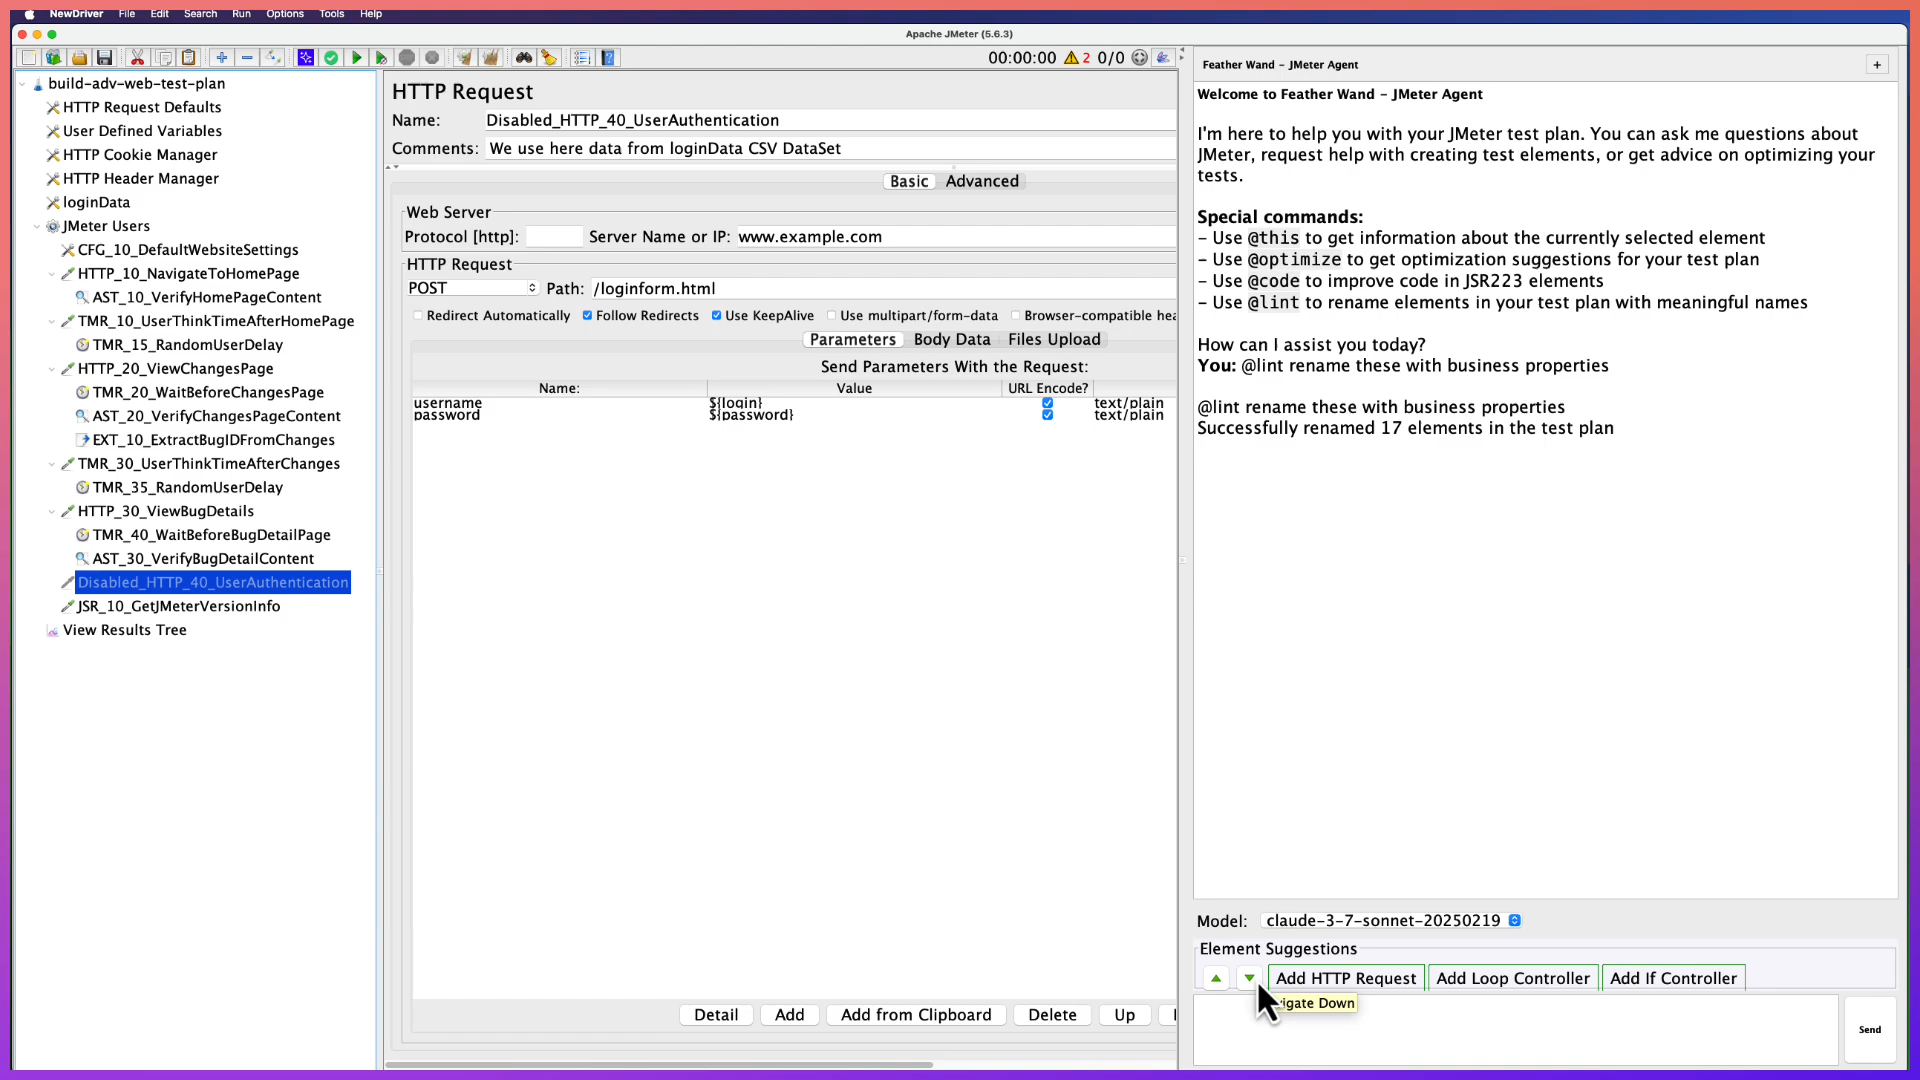 NewDriver File Edit Search Run Options Tools Help
Apache JMeter (5.6.3)
00:00:00 2 0/0
build-adv-web-test-plan
HTTP Request Defaults
User Defined Variables
HTTP Cookie Manager
HTTP Header Manager
loginData
JMeter Users
CFG_10_DefaultWebsiteSettings
HTTP_10_NavigateToHomePage
AST_10_VerifyHomePageContent
TMR_10_UserThinkTimeAfterHomePage
TMR_15_RandomUserDelay
HTTP_20_ViewChangesPage
TMR_20_WaitBeforeChangesPage
AST_20_VerifyChangesPageContent
EXT_10_ExtractBugIDFromChanges
TMR_30_UserThinkTimeAfterChanges
TMR_35_RandomUserDelay
HTTP_30_ViewBugDetails
TMR_40_WaitBeforeBugDetailPage
AST_30_VerifyBugDetailContent
Disabled_HTTP_40_UserAuthentication
JSR_10_GetJMeterVersionInfo
View Results Tree
HTTP Request
Name: Disabled_HTTP_40_UserAuthentication
Comments: We use here data from loginData CSV DataSet
Basic Advanced
Web Server
Protocol [http]: Server Name or IP: www.example.com
HTTP Request
POST Path: /loginform.html
Redirect Automatically Follow Redirects Use KeepAlive Use multipart/form-data Browser-compatible hea
Parameters Body Data Files Upload
Send Parameters With the Request:
Name: Value URL Encode?
username ${login} text/plain
password ${password} text/plain
Detail Add Add from Clipboard Delete Up
Feather Wand - JMeter Agent +
Welcome to Feather Wand - JMeter Agent
I'm here to help you with your JMeter test plan. You can ask me questions about
JMeter, request help with creating test elements, or get advice on optimizing your
tests.
Special commands:
- Use @this to get information about the currently selected element
- Use @optimize to get optimization suggestions for your test plan
- Use @code to improve code in JSR223 elements
- Use @lint to rename elements in your test plan with meaningful names
How can I assist you today?
You: @lint rename these with business properties
@lint rename these with business properties
Successfully renamed 17 elements in the test plan
Model: claude-3-7-sonnet-20250219
Element Suggestions
Add HTTP Request Add Loop Controller Add If Controller
igate Down
Send